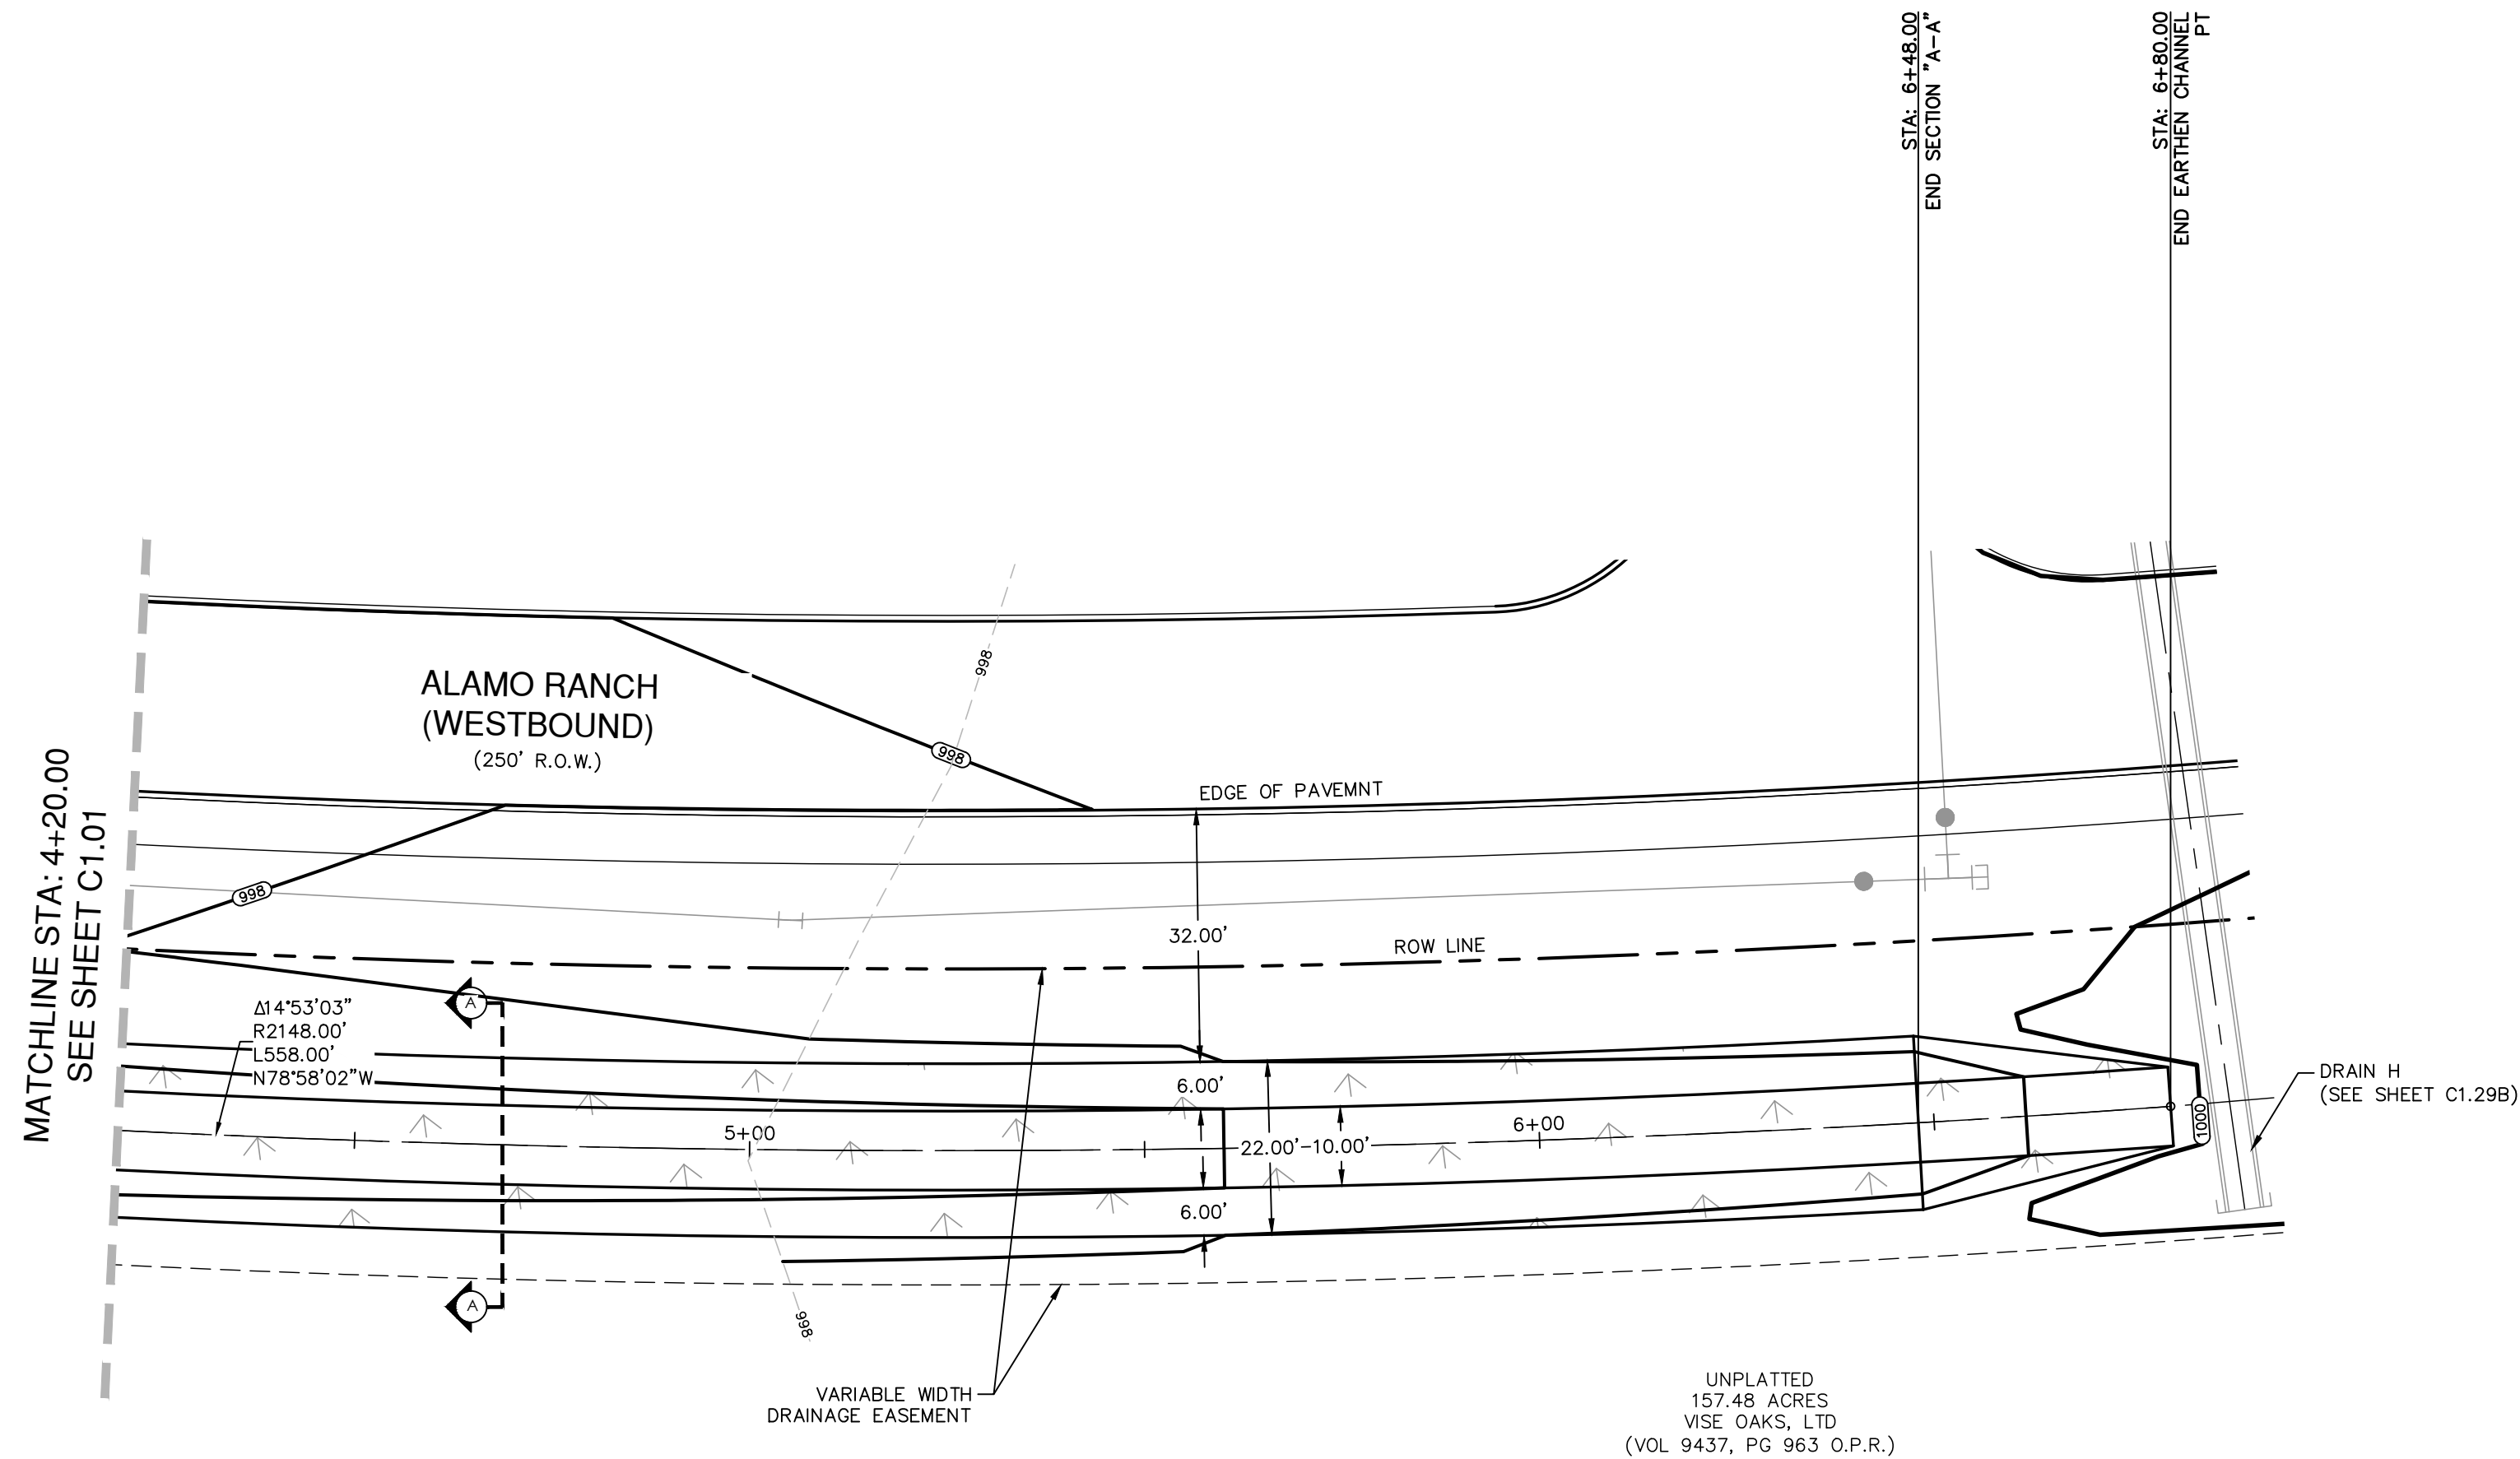 STA: 6+48.00
END SECTION "A-A"
STA: 6+80.00
END EARTHEN CHANNEL
PT
998
ALAMO RANCH
(WESTBOUND)
(250' R.O.W.)
998
EDGE OF PAVEMNT
998
MATCHLINE STA: 4+20.00
SEE SHEET C1.01
32.00'
ROW LINE
A
Δ14°53'03"
R2148.00'
L558.00'
N78°58'02"W
6.00'
5+00
6+00
22.00'
10.00'
6.00'
1000
DRAIN H
(SEE SHEET C1.29B)
A
998
VARIABLE WIDTH
DRAINAGE EASEMENT
UNPLATTED
157.48 ACRES
VISE OAKS, LTD
(VOL 9437, PG 963 O.P.R.)